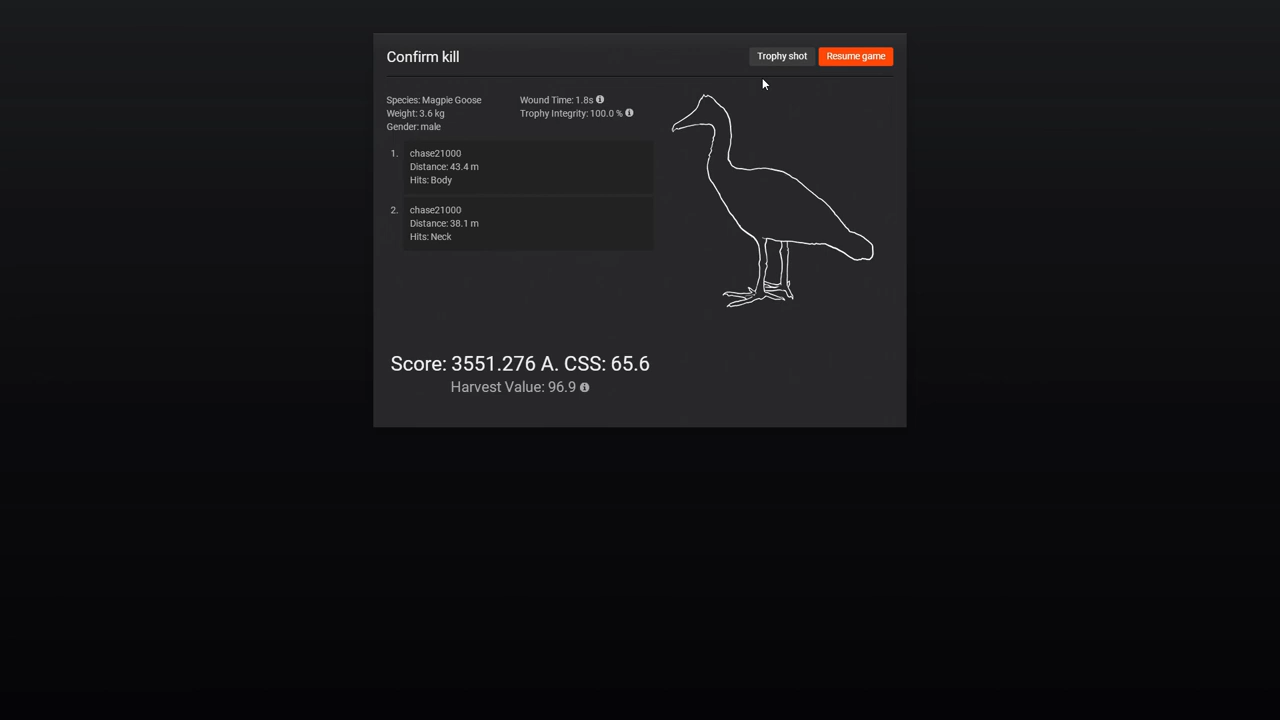 Confirm kill
Trophy shot
Resume game
Species: Magpie Goose
Weight: 3.6 kg
Gender: male
Wound Time: 1.8s
Trophy Integrity: 100.0 %
1.
chase21000
Distance: 43.4 m
Hits: Body
2.
chase21000
Distance: 38.1 m
Hits: Neck
Score: 3551.276 A. CSS: 65.6
Harvest Value: 96.9